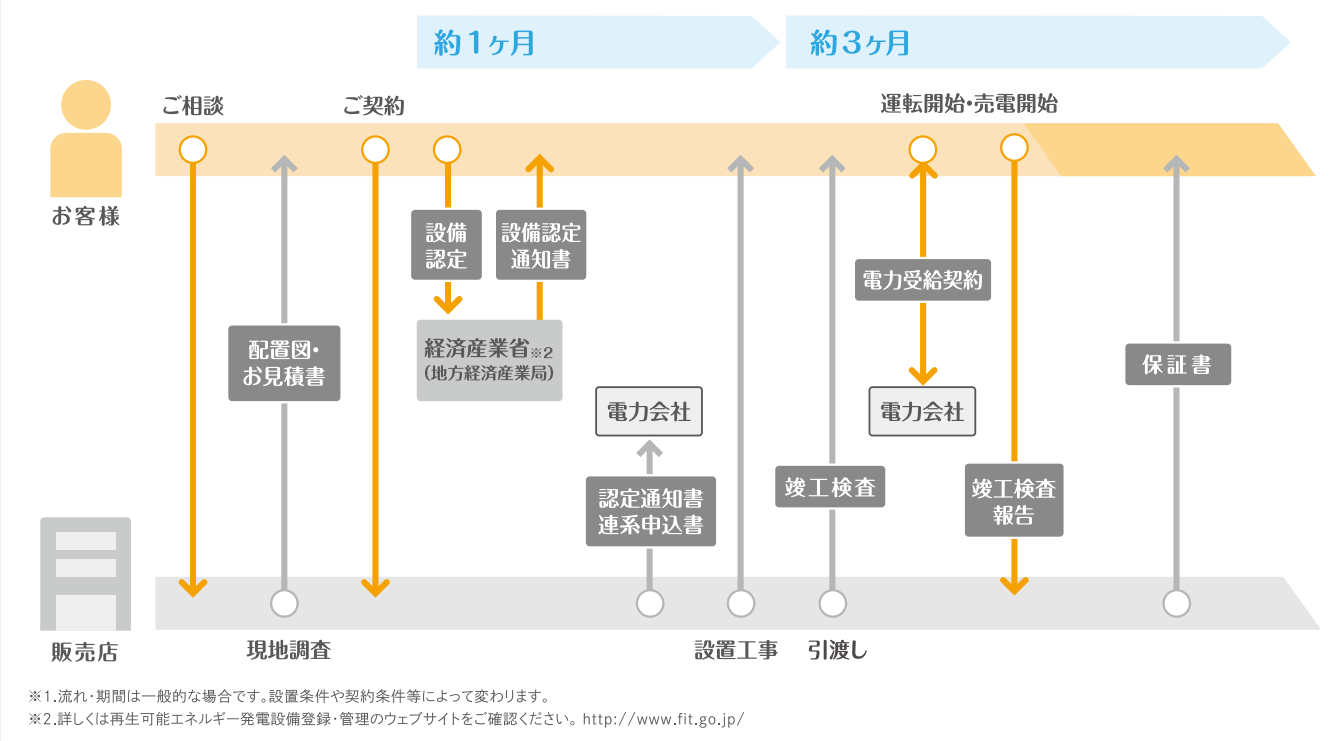 約1ヶ月
約3ヶ月
ご相談
ご契約
運転開始・売電開始
お客様
設備
認定
設備認定
通知書
電力受給契約
配置図・
お見積書
経済産業省※2
(地方経済産業局)
保証書
電力会社
電力会社
竣工検査
竣工検査
報告
認定通知書
連系申込書
販売店
現地調査
設置工事
引渡し
※1.流れ・期間は一般的な場合です。設置条件や契約条件等によって変わります。
※2.詳しくは再生可能エネルギー発電設備登録・管理のウェブサイトをご確認ください。 http://www.fit.go.jp/